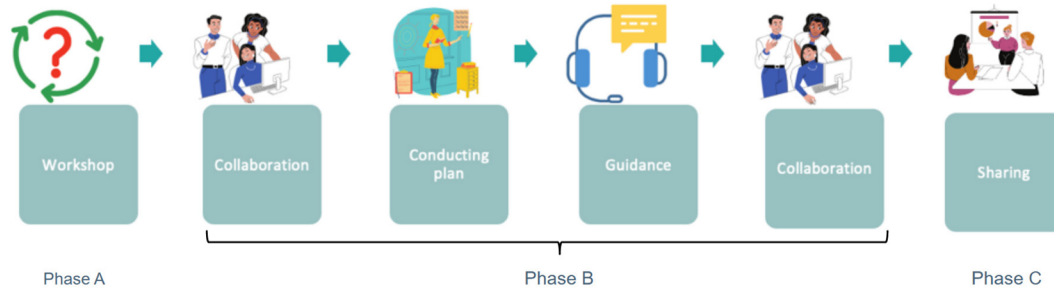 ?
Workshop
Collaboration
Conducting
plan
Guidance
Collaboration
Sharing
Phase A
Phase B
Phase C